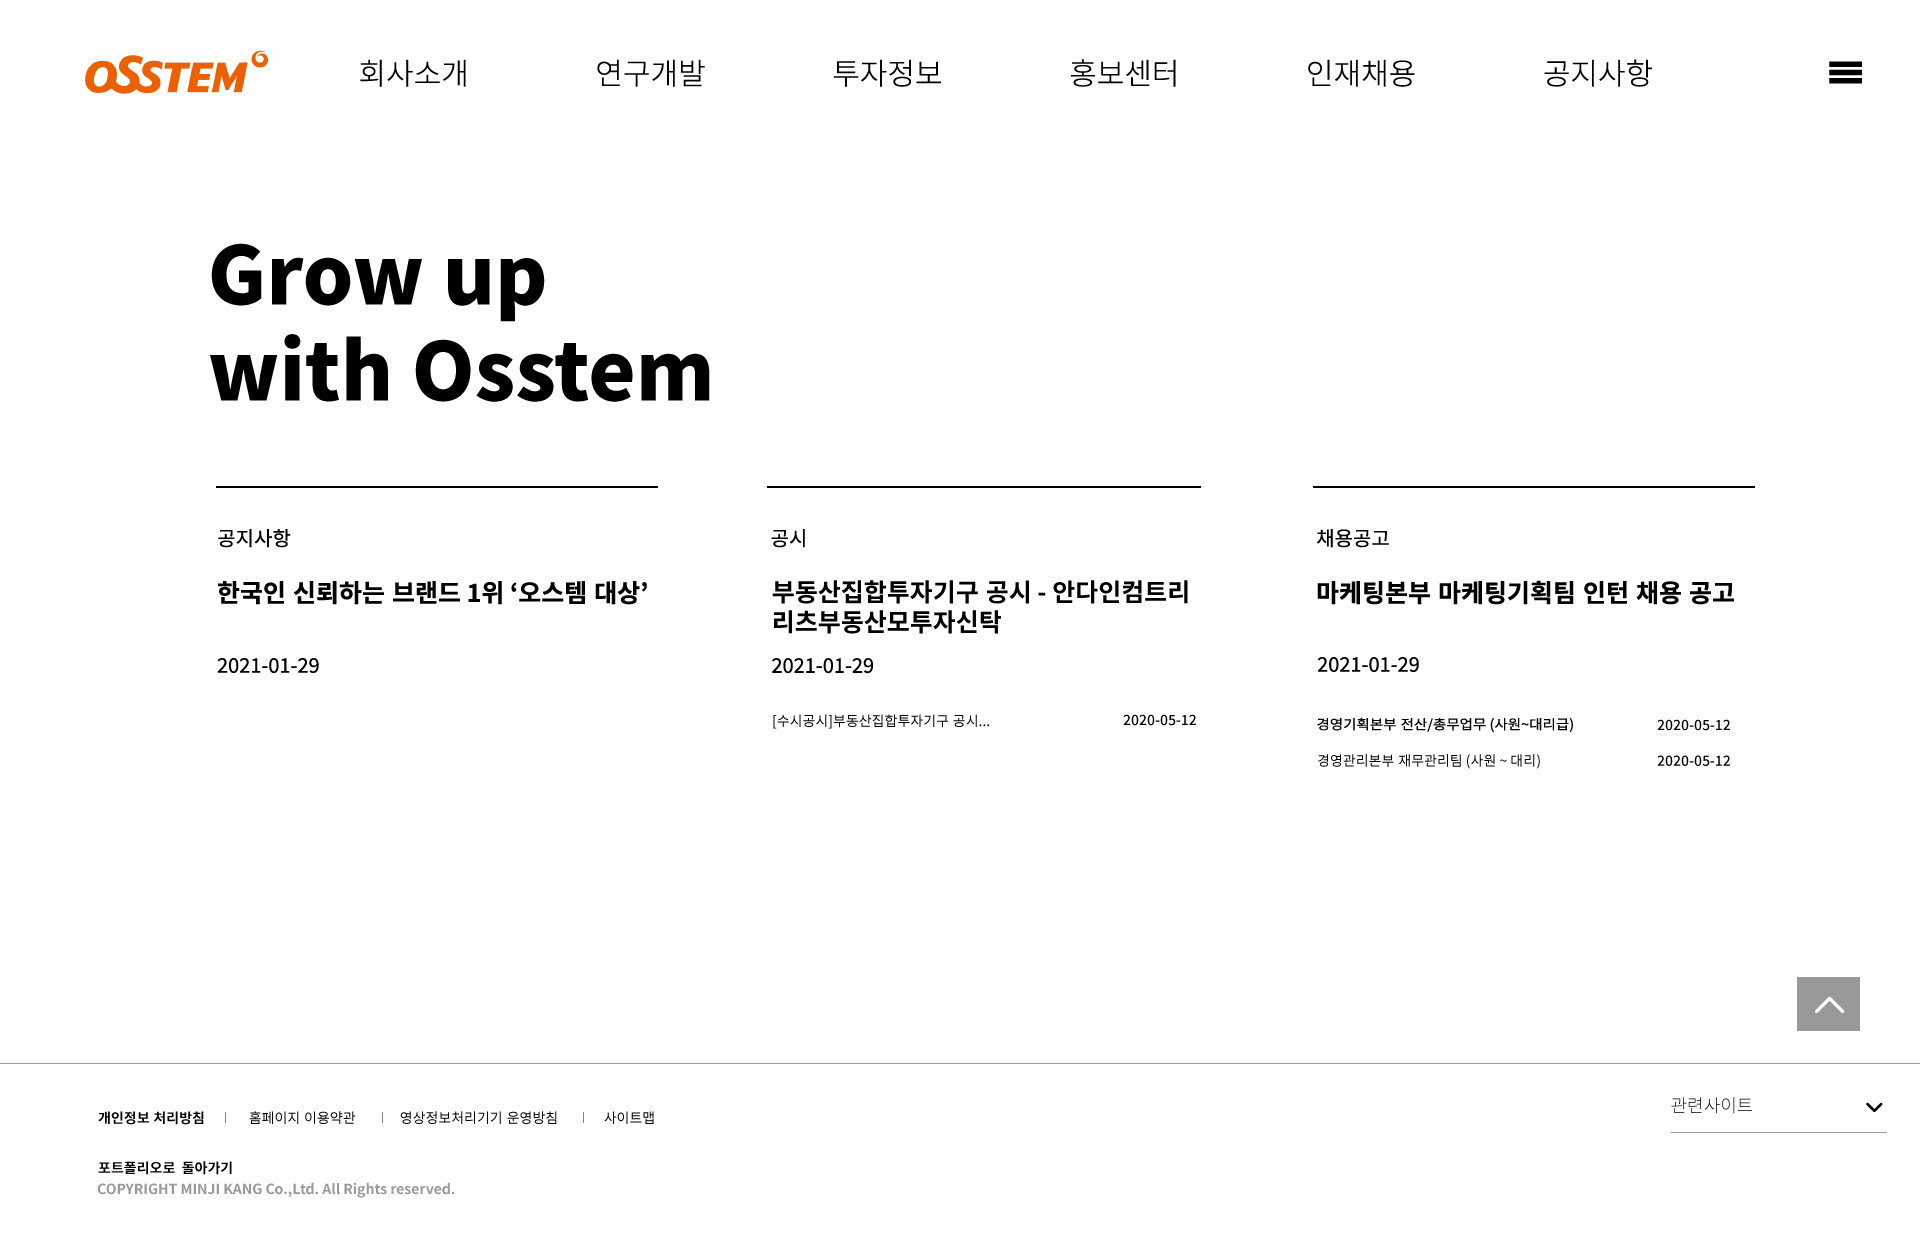 OSSTEM
회사소개
연구개발
투자정보
홍보센터
인재채용
공지사항
Grow up
with Osstem
공지사항
한국인 신뢰하는 브랜드 1위 ‘오스템 대상’
2021-01-29
공시
부동산집합투자기구 공시 - 안다인컴트리
리츠부동산모투자신탁
2021-01-29
[수시공시]부동산집합투자기구 공시... 2020-05-12
채용공고
마케팅본부 마케팅기획팀 인턴 채용 공고
2021-01-29
경영기획본부 전산/총무업무 (사원~대리급) 2020-05-12
경영관리본부 재무관리팀 (사원 ~ 대리) 2020-05-12
개인정보 처리방침 | 홈페이지 이용약관 | 영상정보처리기기 운영방침 | 사이트맵
관련사이트
포트폴리오로 돌아가기
COPYRIGHT MINJI KANG Co.,Ltd. All Rights reserved.